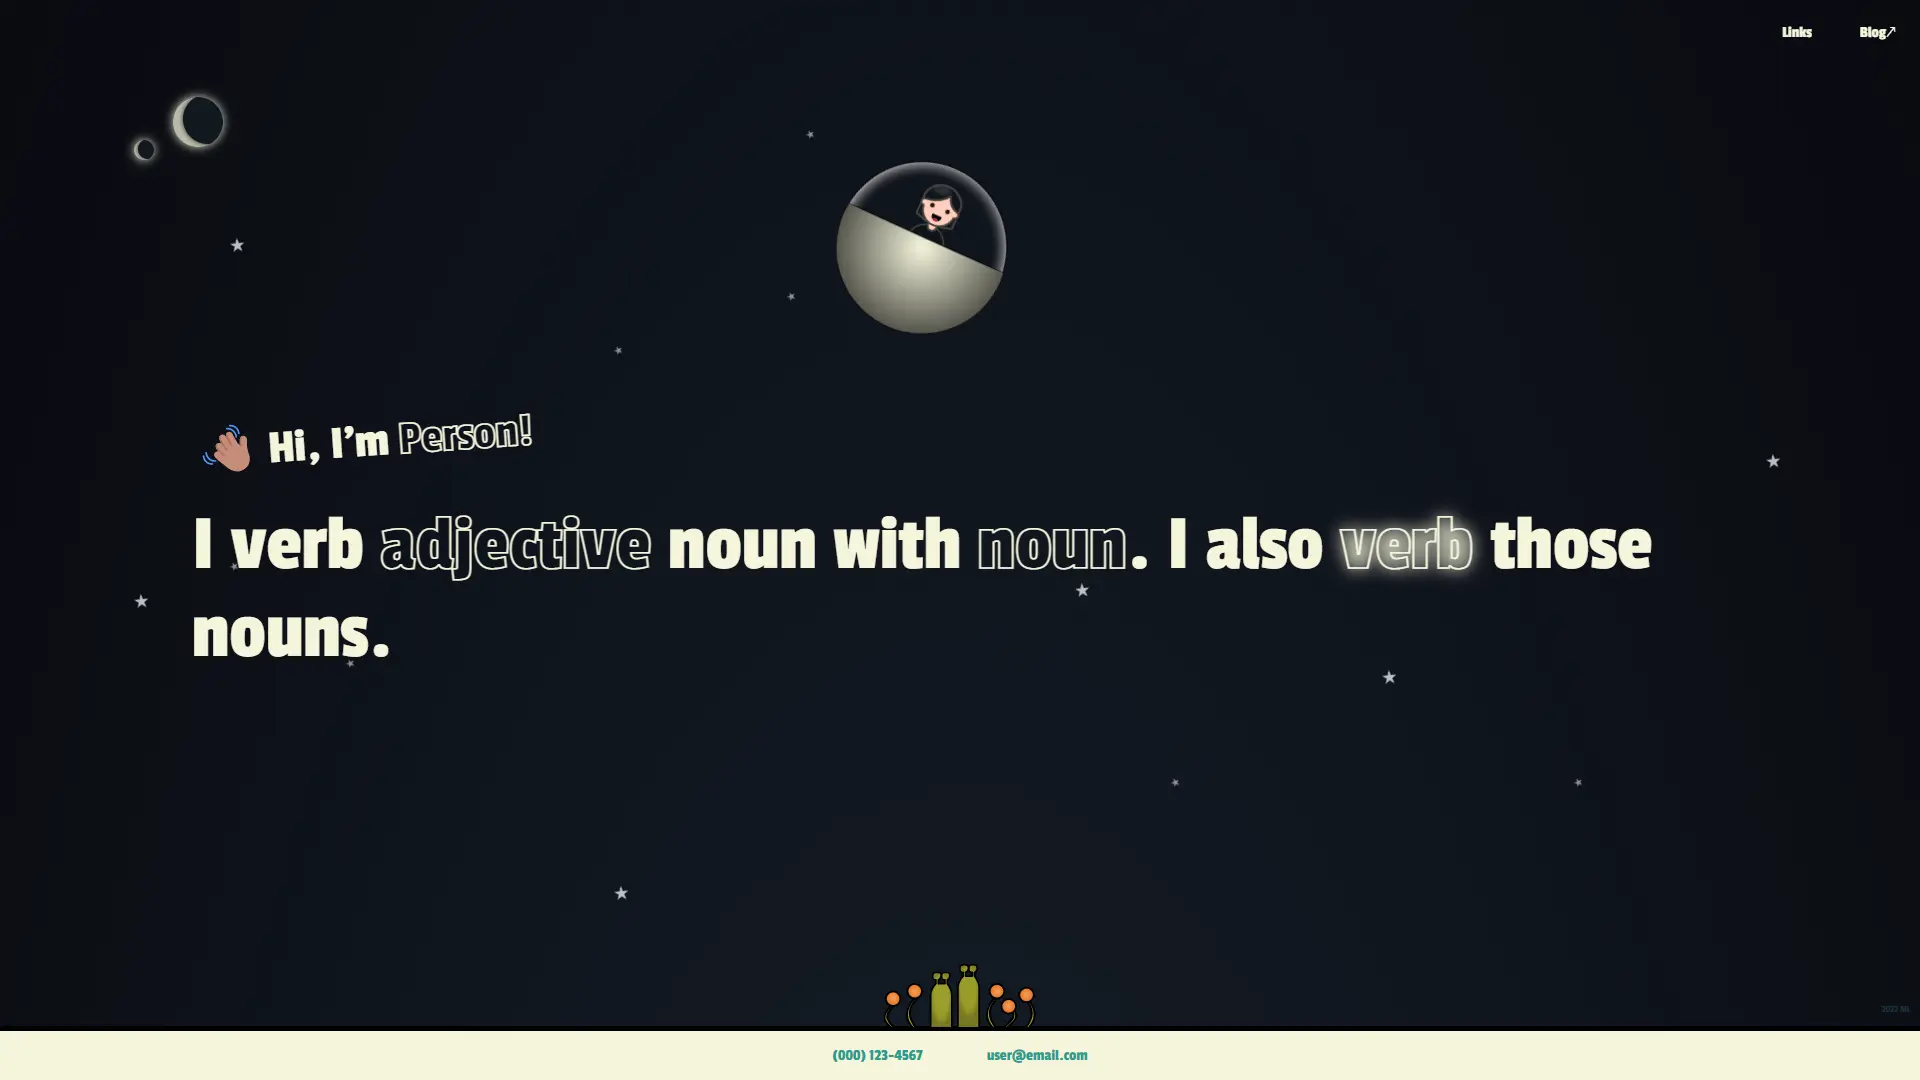 Links Blog↗
Hi, I'm Person!
I verb adjective noun with noun. I also verb those
nouns.
(000) 123-4567 user@email.com